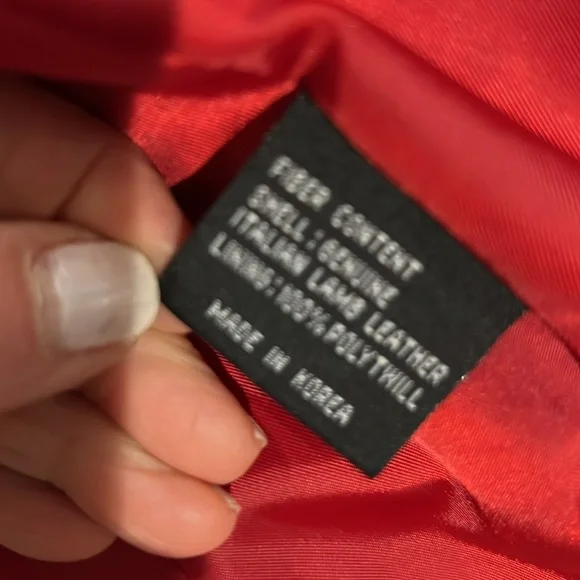 FIBER CONTENT
SHELL: GENUINE
ITALIAN LAMB LEATHER
LINING: 100% POLYTWILL
MADE IN KOREA